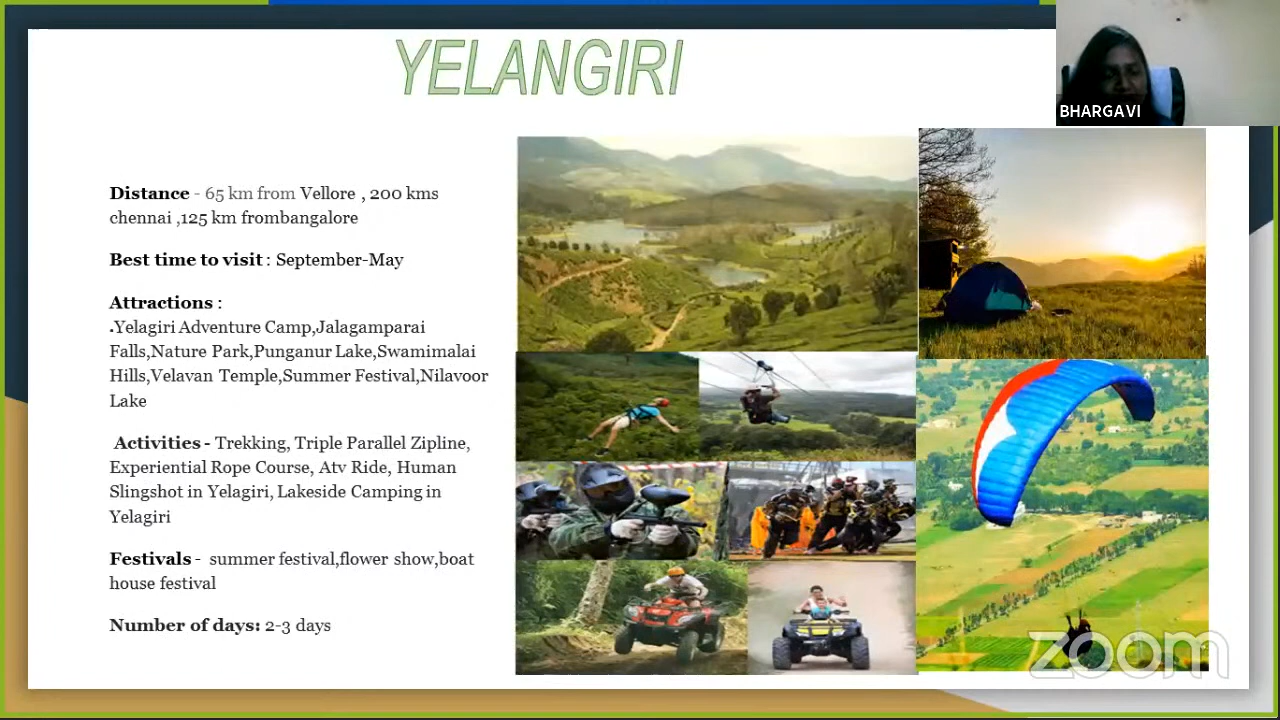 YELANGIRI
BHARGAVI
Distance - 65 km from Vellore , 200 kms
chennai ,125 km frombangalore
Best time to visit : September-May
Attractions :
.Yelagiri Adventure Camp,Jalagamparai
Falls,Nature Park,Punganur Lake,Swamimalai
Hills,Velavan Temple,Summer Festival,Nilavoor
Lake
Activities - Trekking, Triple Parallel Zipline,
Experiential Rope Course, Atv Ride, Human
Slingshot in Yelagiri, Lakeside Camping in
Yelagiri
Festivals - summer festival,flower show,boat
house festival
Number of days: 2-3 days
zoom